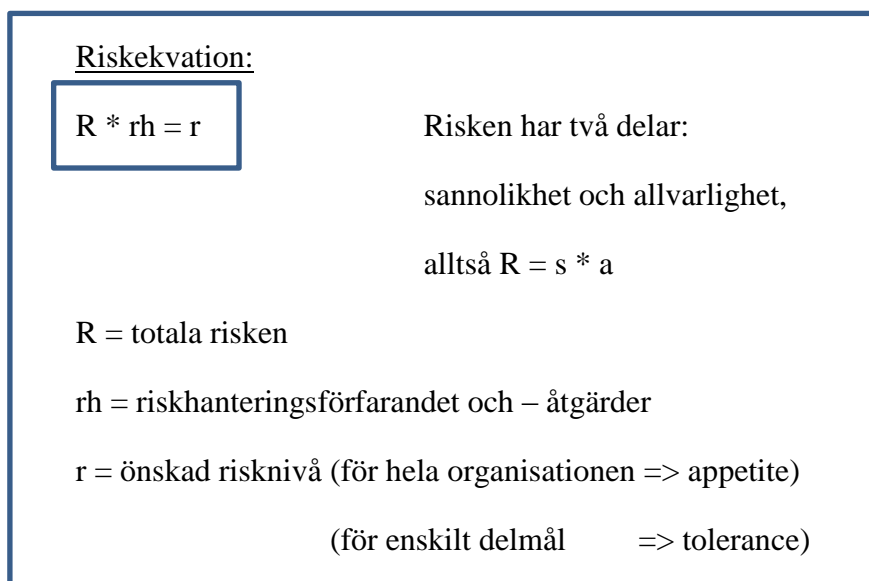 Riskekvation:
R * rh = r Risken har två delar:
sannolikhet och allvarlighet,
alltså R = s * a
R = totala risken
rh = riskhanteringsförfarandet och – åtgärder
r = önskad risknivå (för hela organisationen => appetite)
(för enskilt delmål => tolerance)